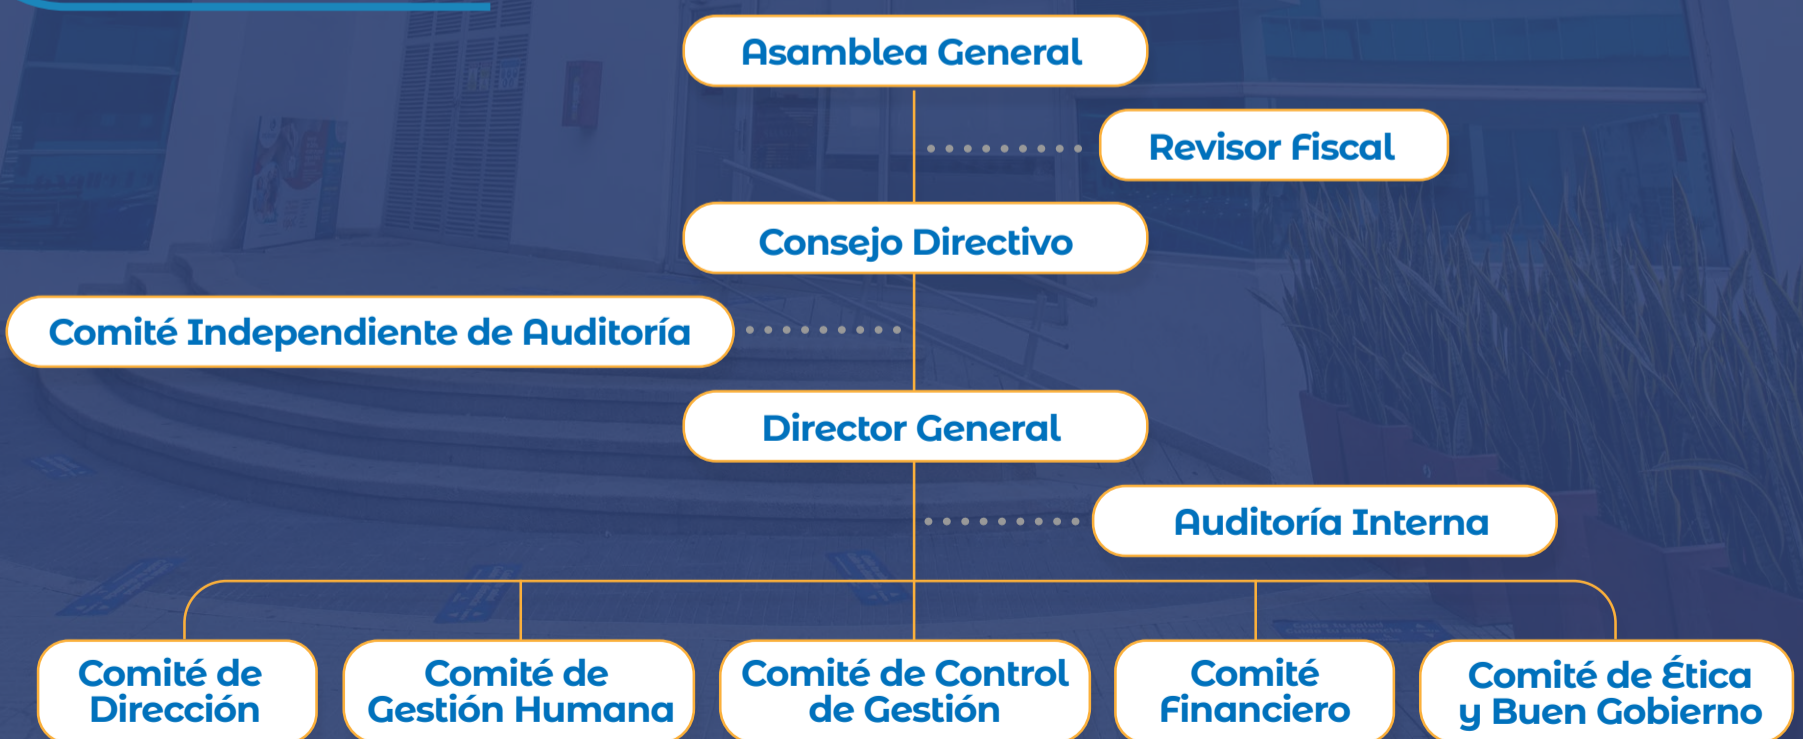 Asamblea General
Revisor Fiscal
Consejo Directivo
Comité Independiente de Auditoría
Director General
Auditoría Interna
Comité de
Dirección
Comité de
Gestión Humana
Comité de Control
de Gestión
Comité
Financiero
Comité de Ética
y Buen Gobierno